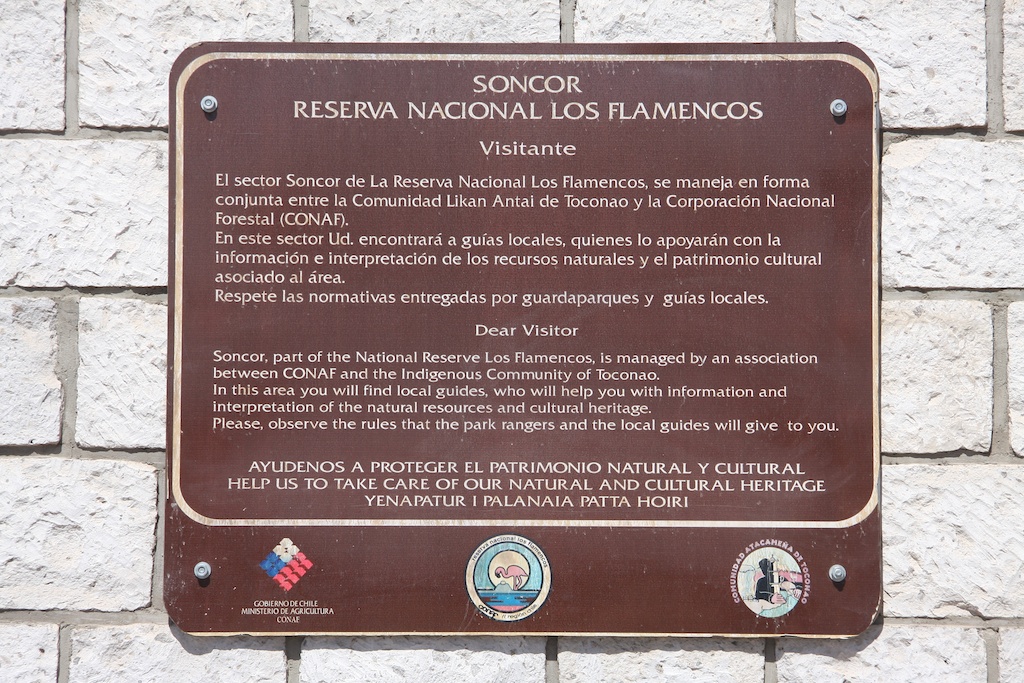 SONCOR
RESERVA NACIONAL LOS FLAMENCOS
Visitante
El sector Soncor de La Reserva Nacional Los Flamencos, se maneja en forma
conjunta entre la Comunidad Likan Antai de Toconao y la Corporación Nacional
Forestal (CONAF).
En este sector Ud. encontrará a guías locales, quienes lo apoyarán con la
información e interpretación de los recursos naturales y el patrimonio cultural
asociado al área.
Respete las normativas entregadas por guardaparques y guías locales.
Dear Visitor
Soncor, part of the National Reserve Los Flamencos, is managed by an association
between CONAF and the Indigenous Community of Toconao.
In this area you will find local guides, who will help you with information and
interpretation of the natural resources and cultural heritage.
Please, observe the rules that the park rangers and the local guides will give to you.
AYUDENOS A PROTEGER EL PATRIMONIO NATURAL Y CULTURAL
HELP US TO TAKE CARE OF OUR NATURAL AND CULTURAL HERITAGE
YENAPATUR I PALANAIA PATTA HOIRI
GOBIERNO DE CHILE
MINISTERIO DE AGRICULTURA
CONAF
reserva nacional los flamencos
conaf II region
COMUNIDAD ATACAMEÑA DE TOCONAO